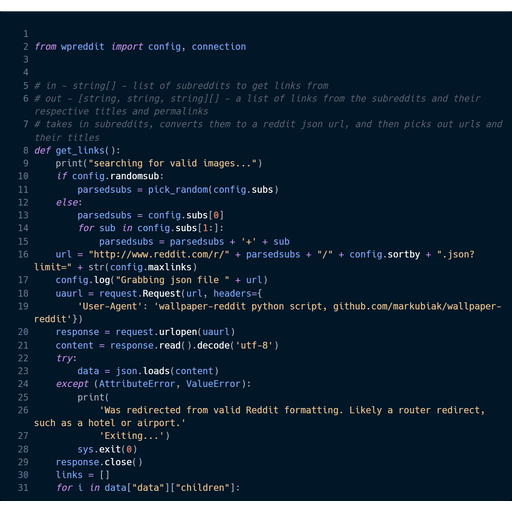 1
2 from wpreddit import config, connection
3
4
5 # in - string[] - list of subreddits to get links from
6 # out - [string, string, string][] - a list of links from the subreddits and their
respective titles and permalinks
7 # takes in subreddits, converts them to a reddit json url, and then picks out urls and
their titles
8 def get_links():
9     print("searching for valid images...")
10     if config.randomsub:
11         parsedsubs = pick_random(config.subs)
12     else:
13         parsedsubs = config.subs[0]
14         for sub in config.subs[1:]:
15             parsedsubs = parsedsubs + '+' + sub
16     url = "http://www.reddit.com/r/" + parsedsubs + "/" + config.sortby + ".json?
limit=" + str(config.maxlinks)
17     config.log("Grabbing json file " + url)
18     uaurl = request.Request(url, headers={
19         'User-Agent': 'wallpaper-reddit python script, github.com/markubiak/wallpaper-
reddit'})
20     response = request.urlopen(uaurl)
21     content = response.read().decode('utf-8')
22     try:
23         data = json.loads(content)
24     except (AttributeError, ValueError):
25         print(
26             'Was redirected from valid Reddit formatting. Likely a router redirect,
such as a hotel or airport.'
27             'Exiting...')
28         sys.exit(0)
29     response.close()
30     links = []
31     for i in data["data"]["children"]: